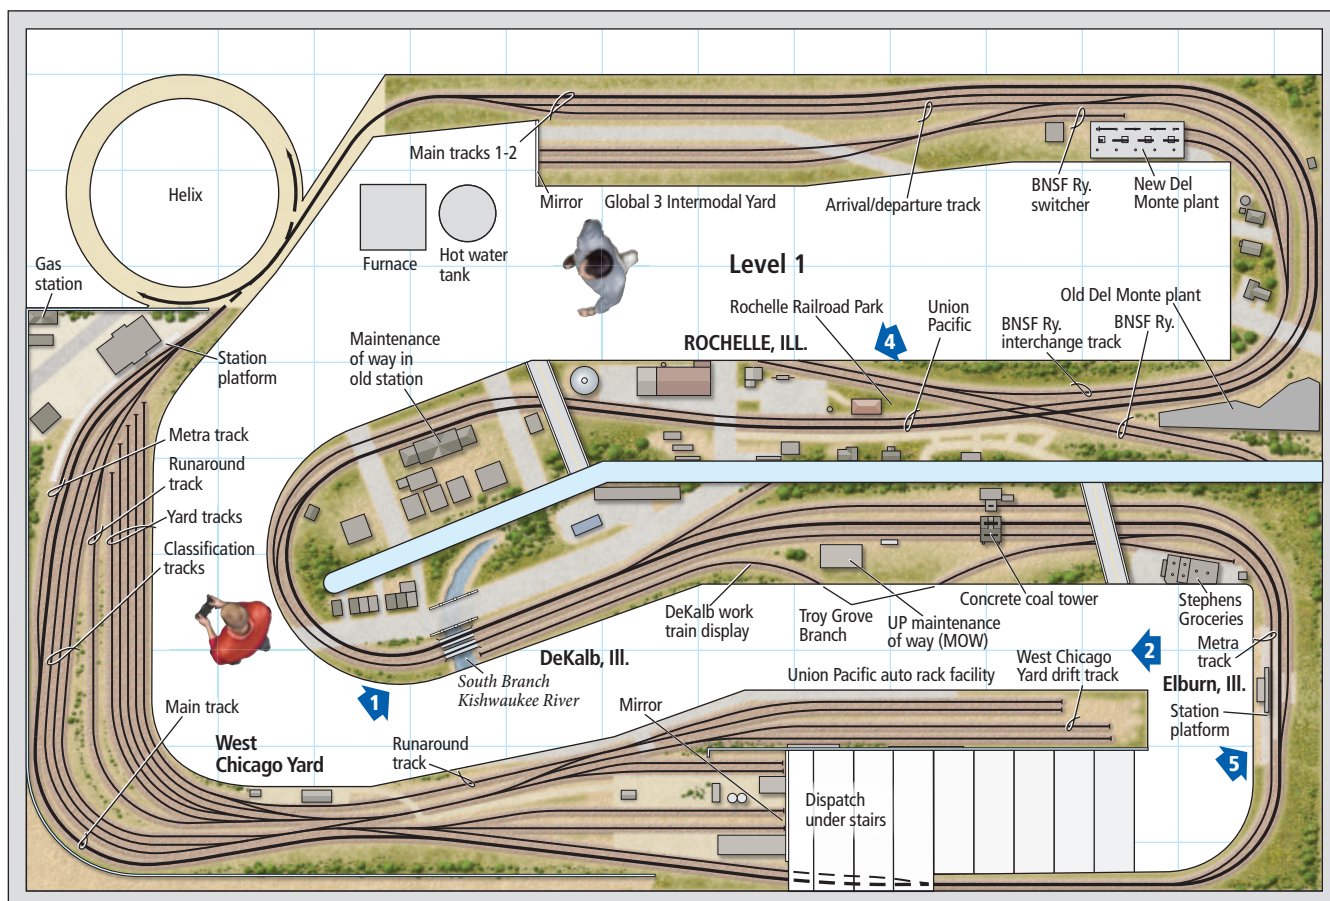 Main tracks 1-2
Helix
Mirror
Global 3 Intermodal Yard
Arrival/departure track
BNSF Ry.
switcher
New Del
Monte plant
Furnace
Hot water
tank
Gas
station
Level 1
Rochelle Railroad Park
Union
Pacific
Old Del Monte plant
BNSF Ry.
interchange track
BNSF Ry.
ROCHELLE, ILL.
4
Maintenance
of way in
old station
Station
platform
Metra track
Runaround
track
Yard tracks
Classification
tracks
DeKalb work
train display
Troy Grove
Branch
UP maintenance
of way (MOW)
Concrete coal tower
Stephens
Groceries
Metra
track
2
DeKalb, Ill.
South Branch
Kishwaukee River
Union Pacific auto rack facility
West Chicago
Yard drift track
Elburn, Ill.
Station
platform
1
Main track
West
Chicago Yard
Runaround
track
Mirror
5
Dispatch
under stairs